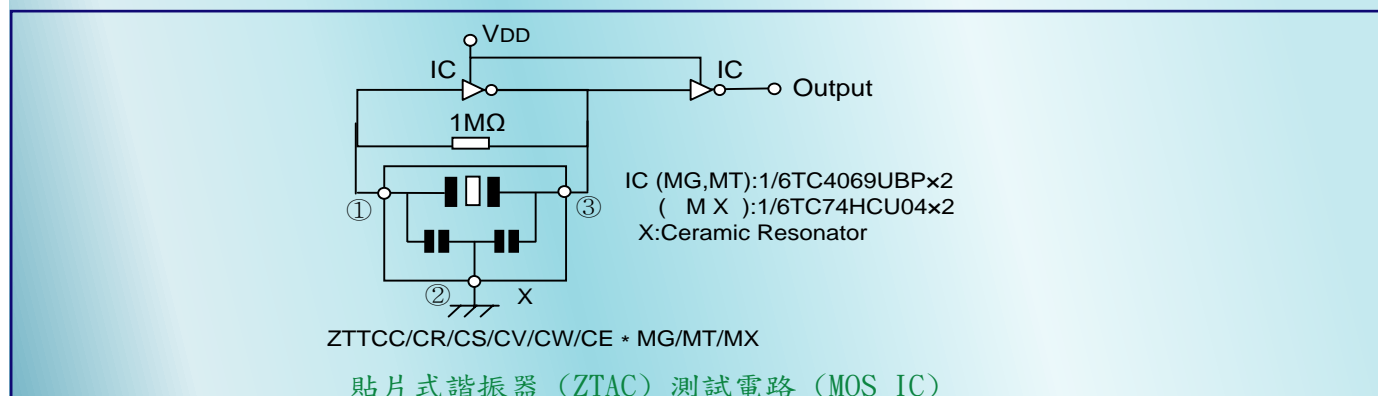 VDD
IC
IC
Output
1MΩ
IC (MG,MT):1/6TC4069UBP×2
( M X ):1/6TC74HCU04×2
X:Ceramic Resonator
①
③
②
X
ZTTCC/CR/CS/CV/CW/CE * MG/MT/MX
貼片式諧振器 (ZTAC) 測試電路 (MOS IC)